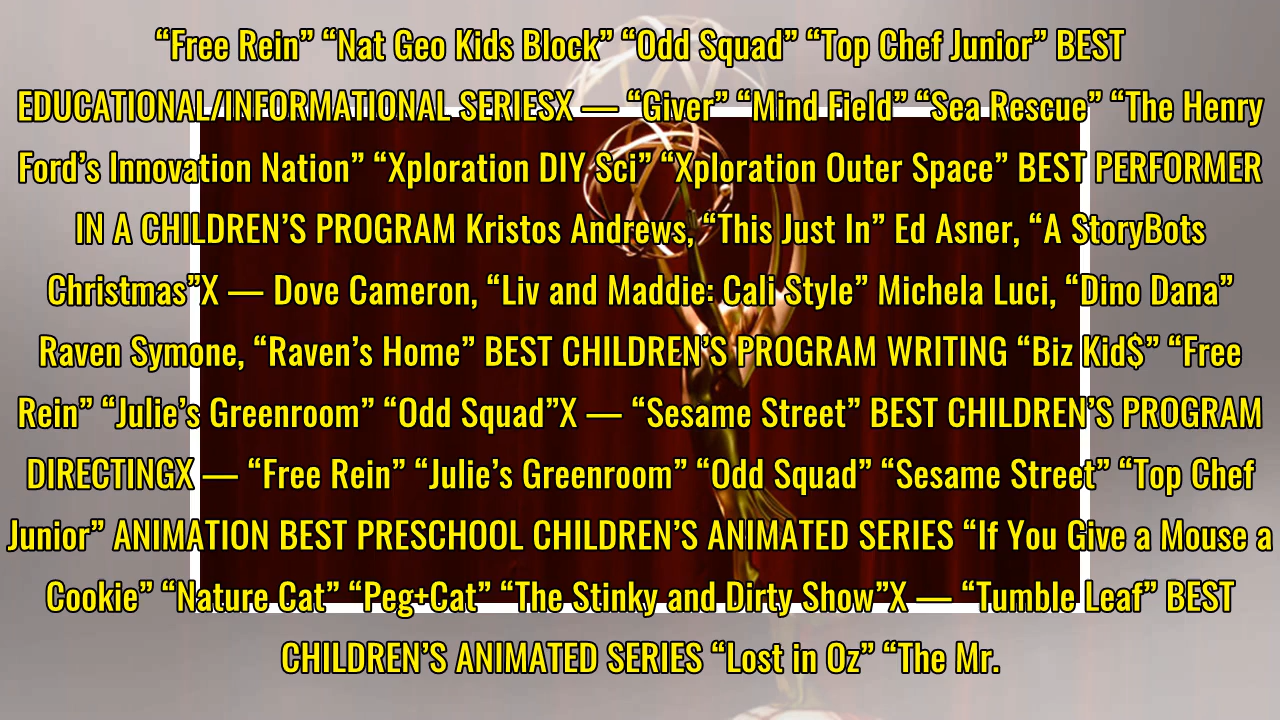 “Free Rein” “Nat Geo Kids Block” “Odd Squad” “Top Chef Junior” BEST
EDUCATIONAL/INFORMATIONAL SERIESX — “Giver” “Mind Field” “Sea Rescue” “The Henry
Ford’s Innovation Nation” “Xploration DIY Sci” “Xploration Outer Space” BEST PERFORMER
IN A CHILDREN’S PROGRAM Kristos Andrews, “This Just In” Ed Asner, “A StoryBots
Christmas”X — Dove Cameron, “Liv and Maddie: Cali Style” Michela Luci, “Dino Dana”
Raven Symone, “Raven’s Home” BEST CHILDREN’S PROGRAM WRITING “Biz Kid$” “Free
Rein” “Julie’s Greenroom” “Odd Squad”X — “Sesame Street” BEST CHILDREN’S PROGRAM
DIRECTINGX — “Free Rein” “Julie’s Greenroom” “Odd Squad” “Sesame Street” “Top Chef
Junior” ANIMATION BEST PRESCHOOL CHILDREN’S ANIMATED SERIES “If You Give a Mouse a
Cookie” “Nature Cat” “Peg+Cat” “The Stinky and Dirty Show”X — “Tumble Leaf” BEST
CHILDREN’S ANIMATED SERIES “Lost in Oz” “The Mr.